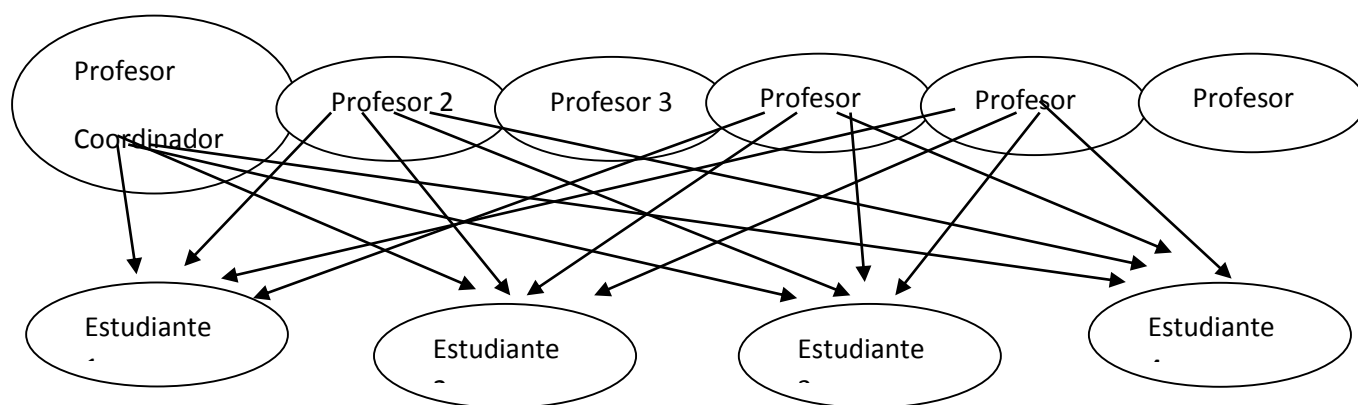 Profesor
Coordinador
Profesor 2
Profesor 3
Profesor
Profesor
Profesor
Estudiante
Estudiante
Estudiante
Estudiante